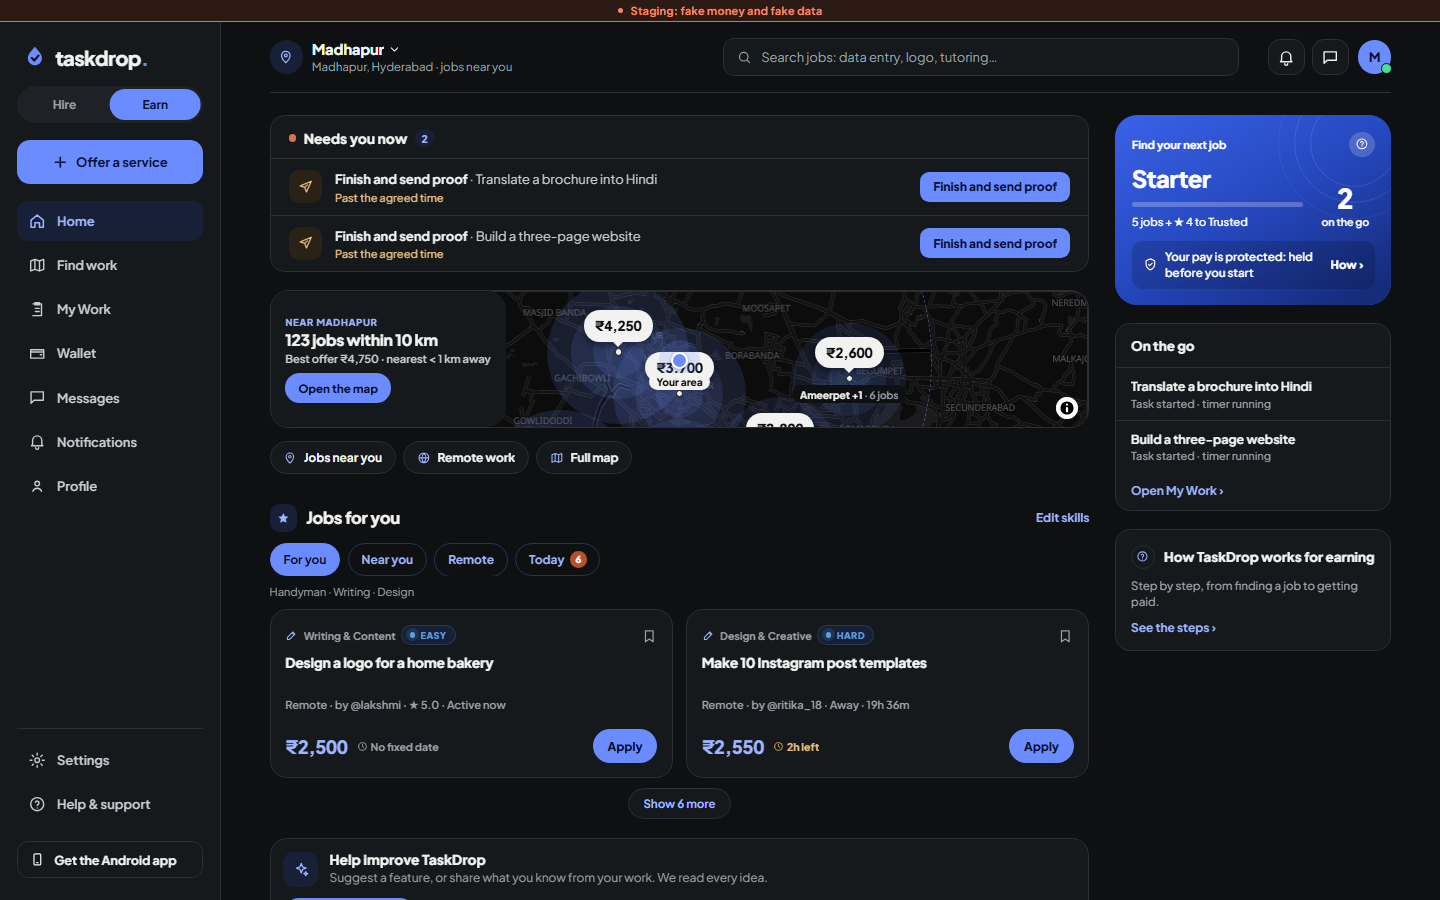 Staging: fake money and fake data
taskdrop.
Hire
Earn
Offer a service
Home
Find work
My Work
Wallet
Messages
Notifications
Profile
Settings
Help & support
Get the Android app
Madhapur
Madhapur, Hyderabad · jobs near you
Search jobs: data entry, logo, tutoring...
M
Needs you now 2
Finish and send proof · Translate a brochure into Hindi
Past the agreed time
Finish and send proof
Finish and send proof · Build a three-page website
Past the agreed time
Finish and send proof
NEAR MADHAPUR
123 jobs within 10 km
Best offer ₹4,750 · nearest < 1 km away
Open the map
MASJID BANDA
MOOSAPET
₹4,250
BORABANDA
₹2,600
GACHIBOWLI
Your area
Ameerpet +1 · 6 jobs
SECUNDERABAD
Jobs near you
Remote work
Full map
Jobs for you
Edit skills
For you
Near you
Remote
Today 6
Handyman · Writing · Design
Writing & Content EASY
Design a logo for a home bakery
Remote · by @lakshmi · ★ 5.0 · Active now
₹2,500 No fixed date
Apply
Design & Creative HARD
Make 10 Instagram post templates
Remote · by @ritika_18 · Away · 19h 36m
₹2,550 2h left
Apply
Show 6 more
Help improve TaskDrop
Suggest a feature, or share what you know from your work. We read every idea.
Find your next job
Starter
5 jobs + ★ 4 to Trusted
2
on the go
Your pay is protected: held
before you start
How ›
On the go
Translate a brochure into Hindi
Task started · timer running
Build a three-page website
Task started · timer running
Open My Work ›
How TaskDrop works for earning
Step by step, from finding a job to getting
paid.
See the steps ›